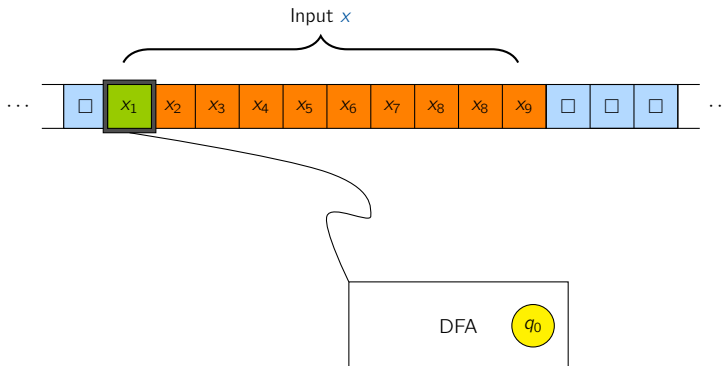 Input x
... □ x₁ x₂ x₃ x₄ x₅ x₆ x₇ x₈ x₈ x₉ □ □ □ ..
DFA q₀